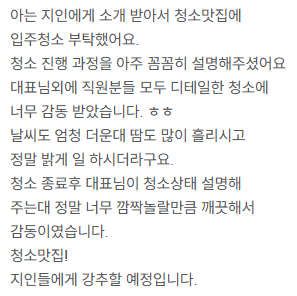 아는 지인에게 소개 받아서 청소맛집에
입주청소 부탁했어요.
청소 진행 과정을 아주 꼼꼼히 설명해주셨어요
대표님외에 직원분들 모두 디테일한 청소에
너무 감동 받았습니다. ㅎㅎ
날씨도 엄청 더운대 땀도 많이 흘리시고
정말 밝게 일 하시더라구요.
청소 종료후 대표님이 청소상태 설명해
주는대 정말 너무 깜짝놀랄만큼 깨끗해서
감동이였습니다.
청소맛집!
지인들에게 강추할 예정입니다.